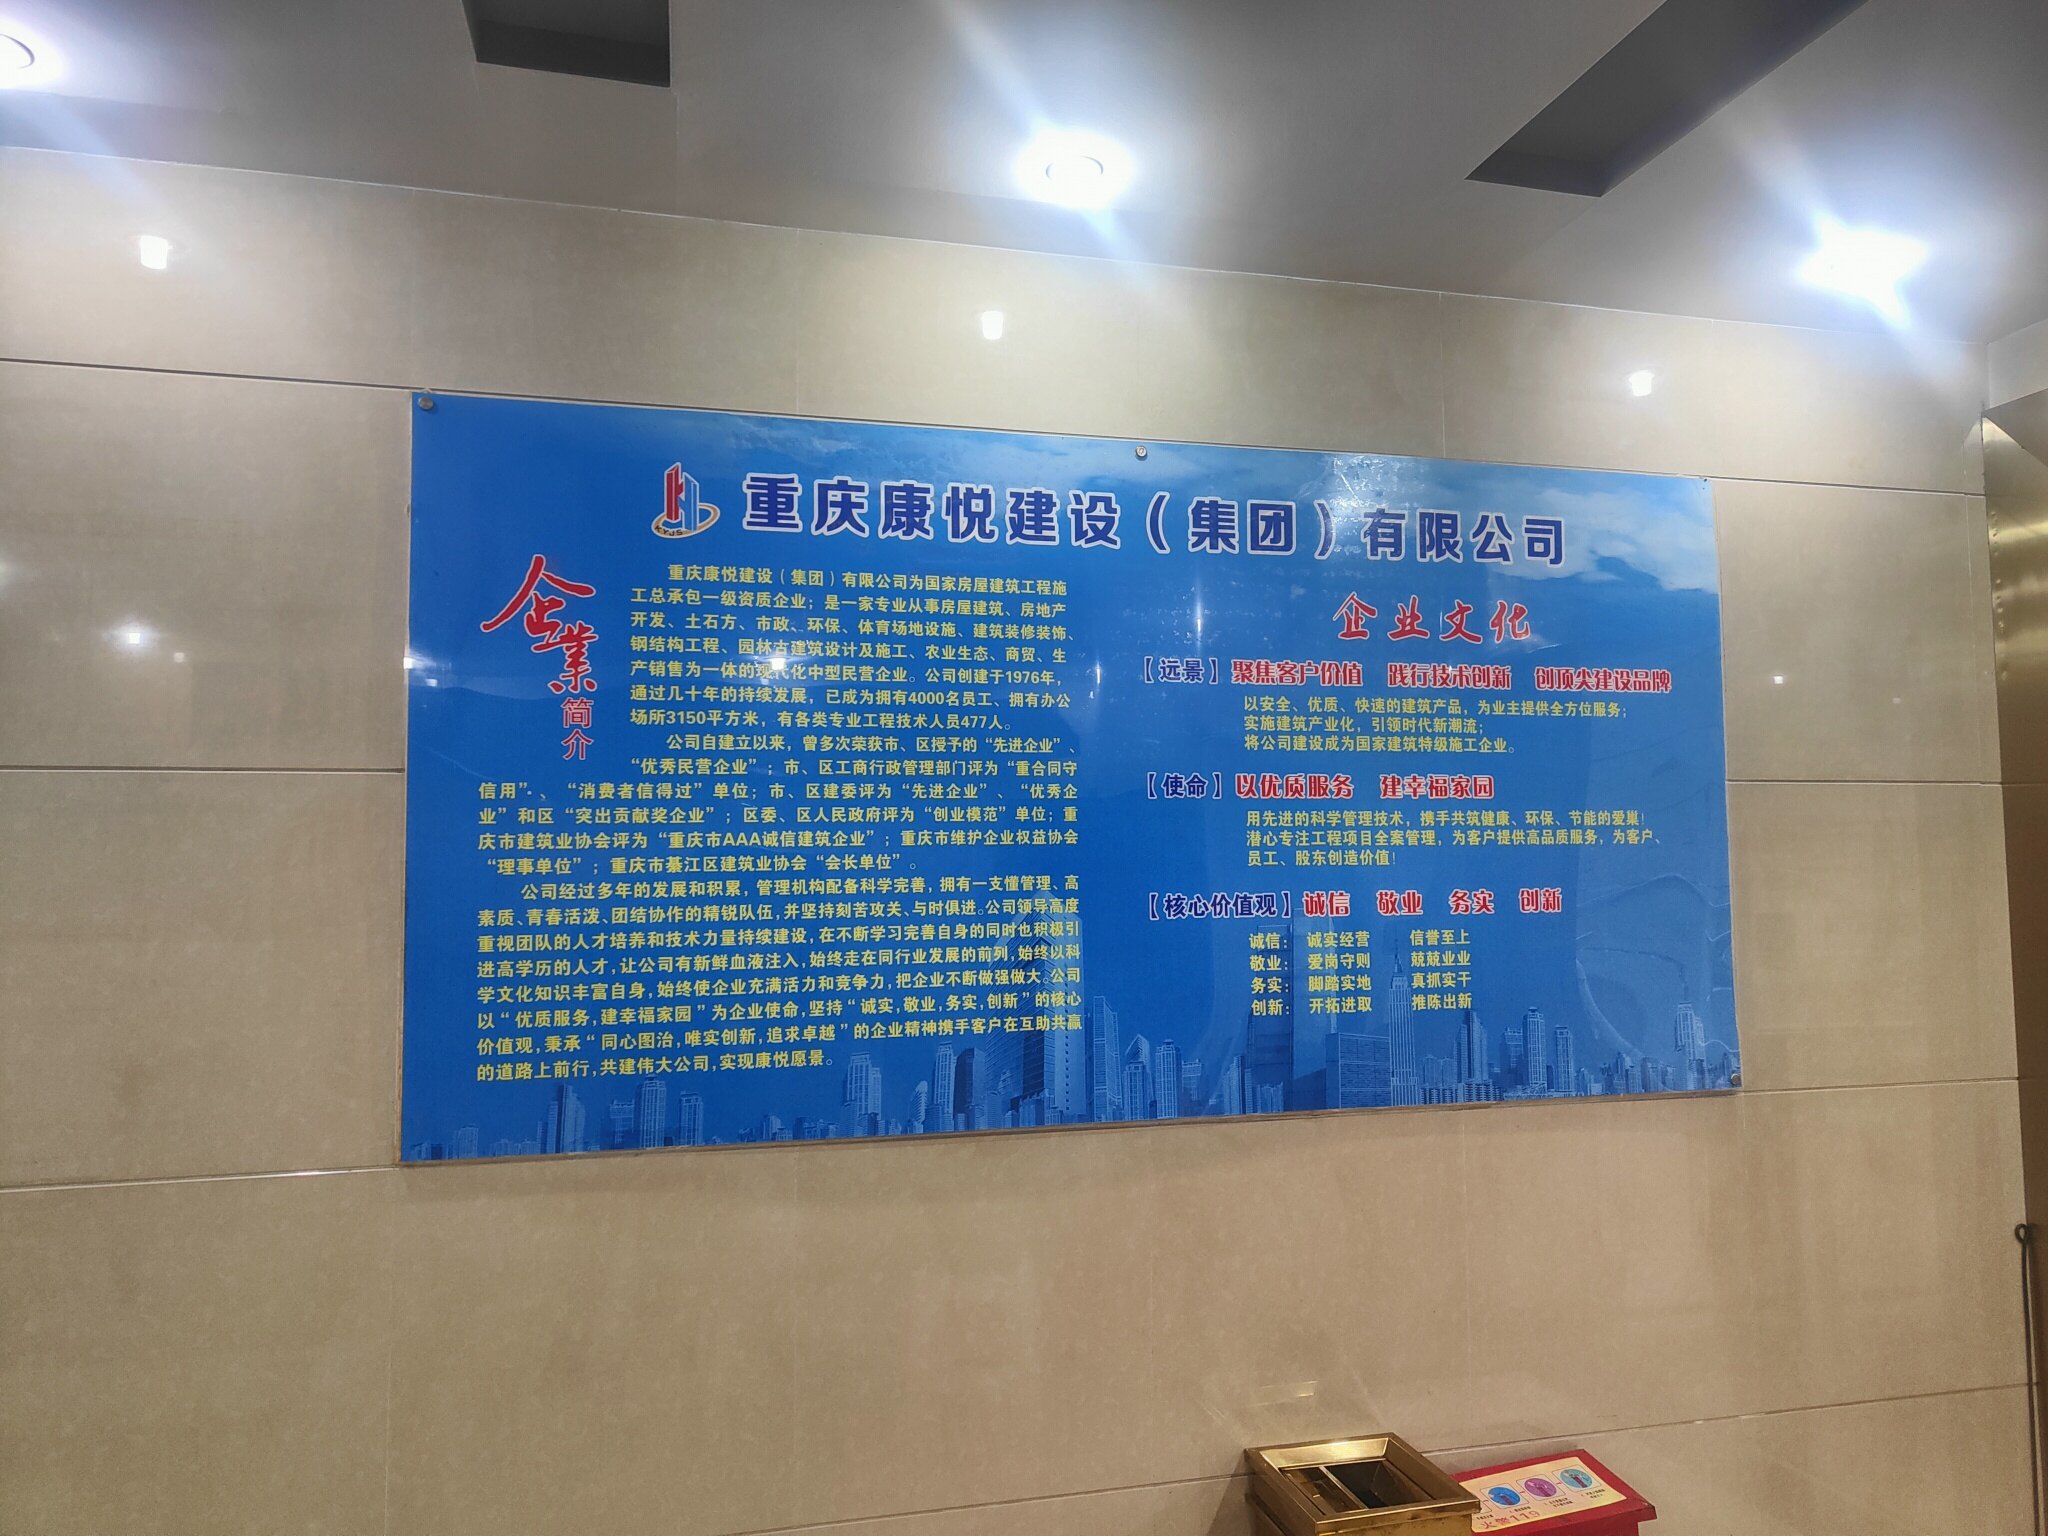 KYJS
重庆康悦建设（集团）有限公司
企業
简介
重庆康悦建设（集团）有限公司为国家房屋建筑工程施
工总承包一级资质企业；是一家专业从事房屋建筑、房地产
开发、土石方、市政、环保、体育场地设施、建筑装修装饰、
钢结构工程、园林古建筑设计及施工、农业生态、商贸、生
产销售为一体的现代化中型民营企业。公司创建于1976年，
通过几十年的持续发展，已成为拥有4000名员工、拥有办公
场所3150平方米，有各类专业工程技术人员477人。
公司自建立以来，曾多次荣获市、区授予的“先进企业”、
“优秀民营企业”；市、区工商行政管理部门评为“重合同守
信用”、、“消费者信得过”单位；市、区建委评为“先进企业”、“优秀企
业”和区“突出贡献奖企业”；区委、区人民政府评为“创业模范”单位；重
庆市建筑业协会评为“重庆市AAA诚信建筑企业”；重庆市维护企业权益协会
“理事单位”；重庆市綦江区建筑业协会“会长单位”。
公司经过多年的发展和积累，管理机构配备科学完善，拥有一支懂管理、高
素质、青春活泼、团结协作的精锐队伍，并坚持刻苦攻关、与时俱进。公司领导高度
重视团队的人才培养和技术力量持续建设，在不断学习完善自身的同时也积极引
进高学历的人才，让公司有新鲜血液注入，始终走在同行业发展的前列，始终以科
学文化知识丰富自身，始终使企业充满活力和竞争力，把企业不断做强做大。公司
以“优质服务，建幸福家园”为企业使命，坚持“诚实，敬业，务实，创新”的核心
价值观，秉承“同心图治，唯实创新，追求卓越”的企业精神携手客户在互助共赢
的道路上前行，共建伟大公司，实现康悦愿景。
企业文化
【远景】聚焦客户价值 践行技术创新 创顶尖建设品牌
以安全、优质、快速的建筑产品，为业主提供全方位服务；
实施建筑产业化，引领时代新潮流；
将公司建设成为国家建筑特级施工企业。
【使命】以优质服务 建幸福家园
用先进的科学管理技术，携手共筑健康、环保、节能的爱巢！
潜心专注工程项目全案管理，为客户提供高品质服务，为客户、
员工、股东创造价值！
【核心价值观】诚信 敬业 务实 创新
诚信： 诚实经营 信誉至上
敬业： 爱岗守则 兢兢业业
务实： 脚踏实地 真抓实干
创新： 开拓进取 推陈出新
火警119